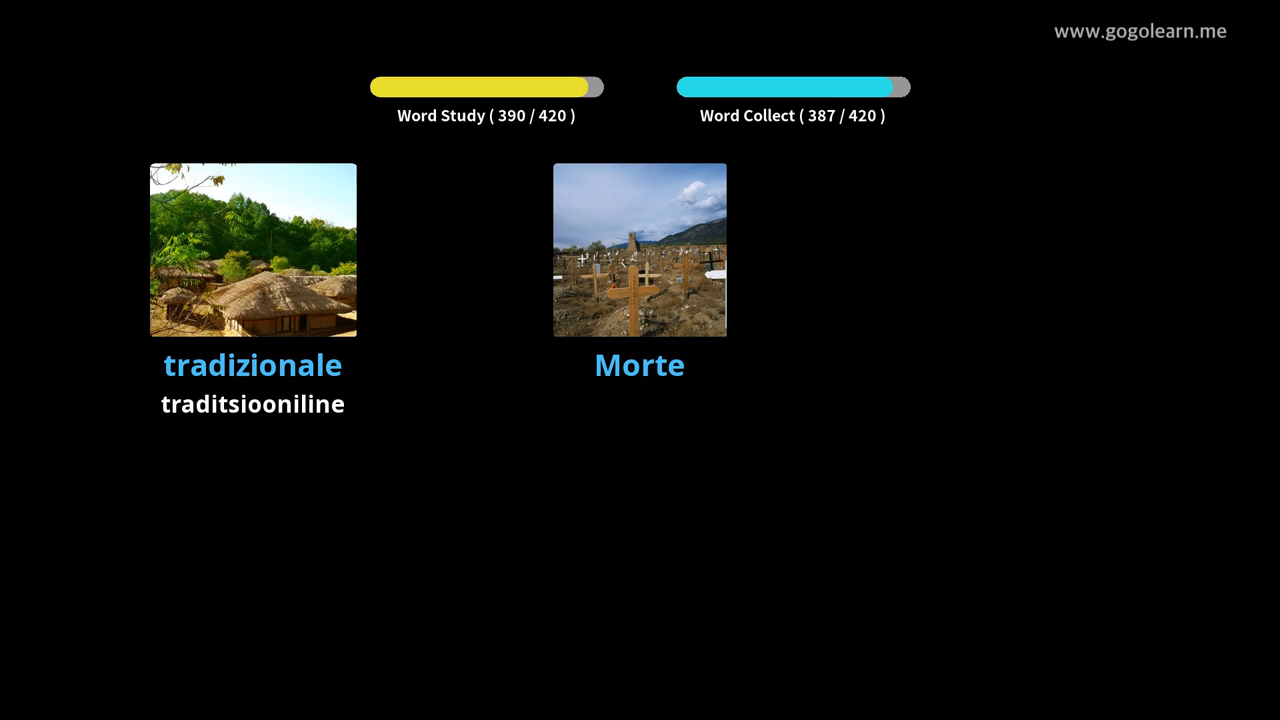 www.gogolearn.me
Word Study ( 390 / 420 )
Word Collect ( 387 / 420 )
tradizionale
traditsiooniline
Morte